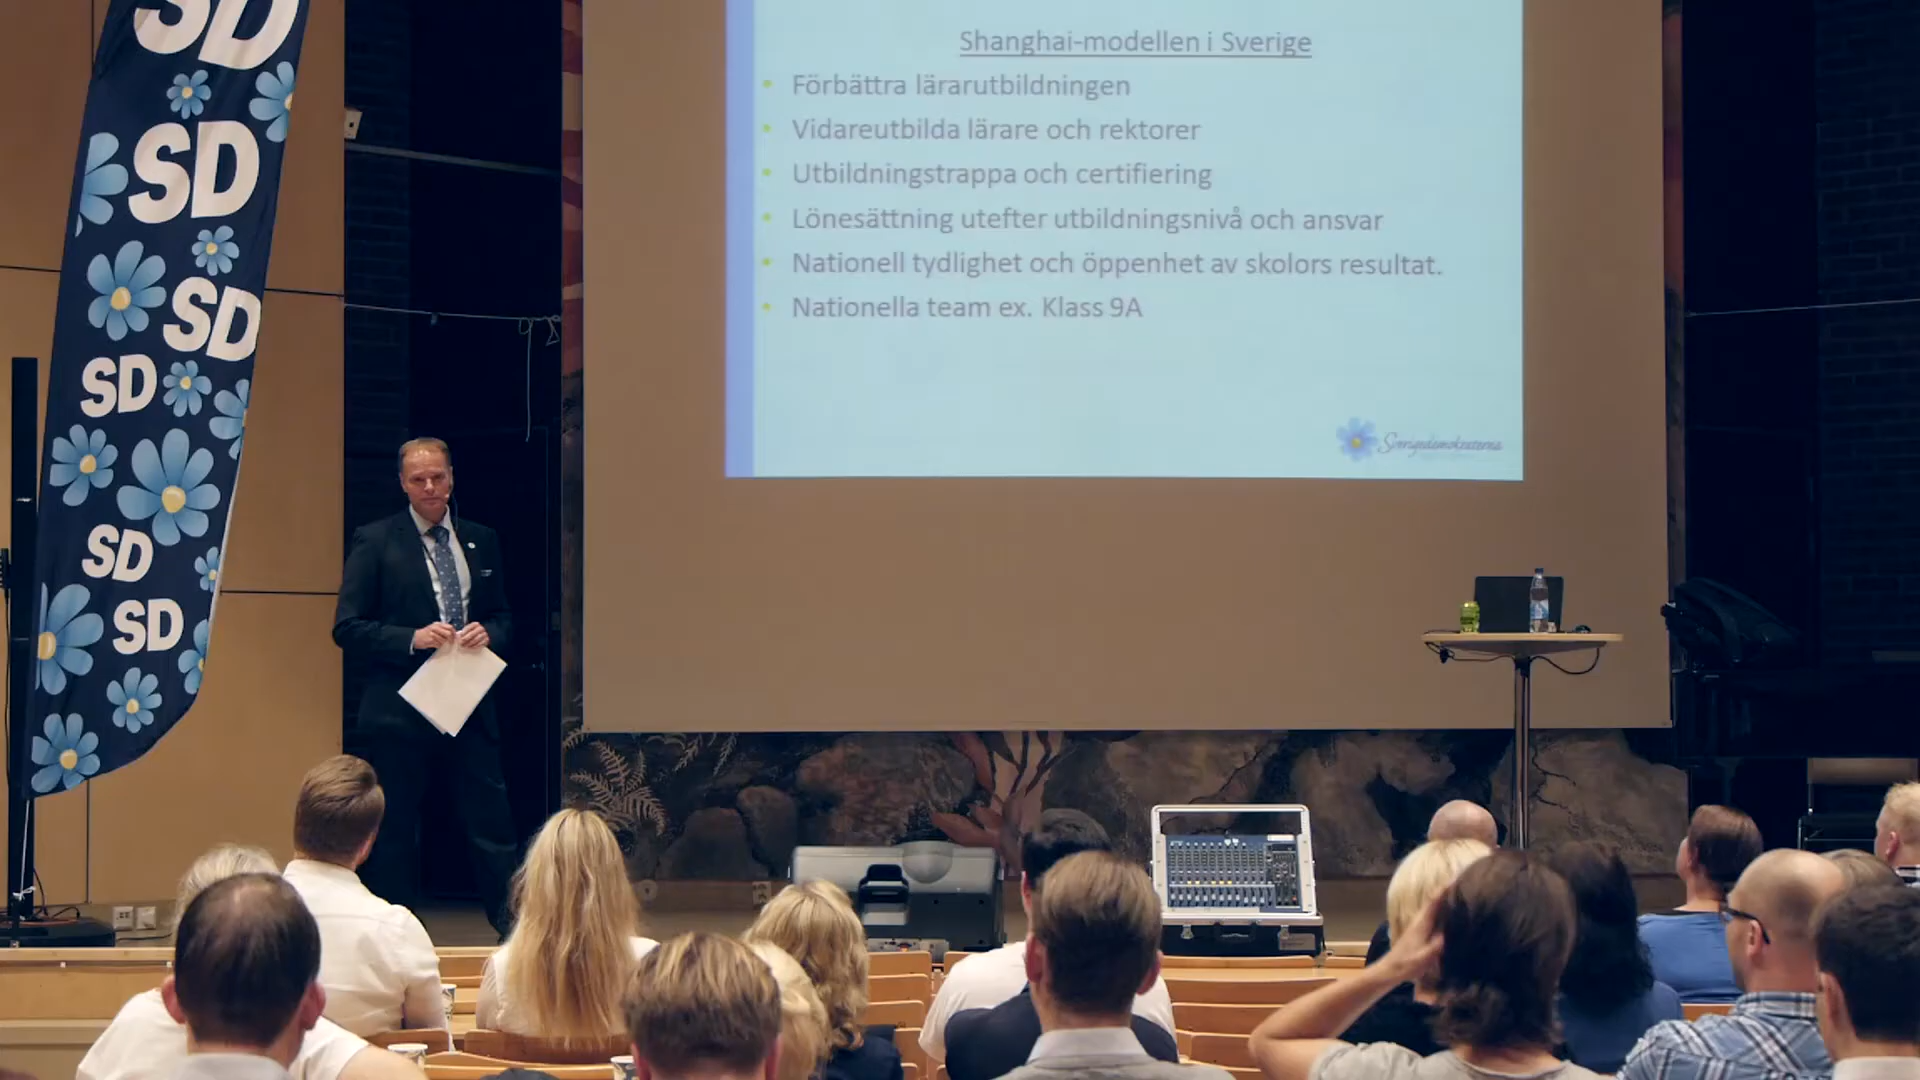 SD
SD
SD
SD
SD
SD
Shanghai-modellen i Sverige
Förbättra lärarutbildningen
Vidareutbilda lärare och rektorer
Utbildningstrappa och certifiering
Lönesättning utefter utbildningsnivå och ansvar
Nationell tydlighet och öppenhet av skolors resultat.
Nationella team ex. Klass 9A
Sverigedemokraterna